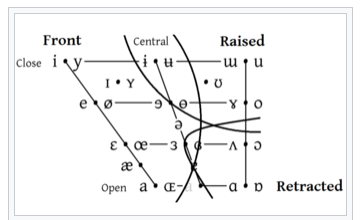 Front Central Raised
Close i y ɨ ʉ ɯ u
ɪ ʏ ʊ
e ø ɘ ɵ ɤ o
ə
ɛ œ ɜ ʌ ɔ
æ
Open a Œ ɑ ɒ Retracted